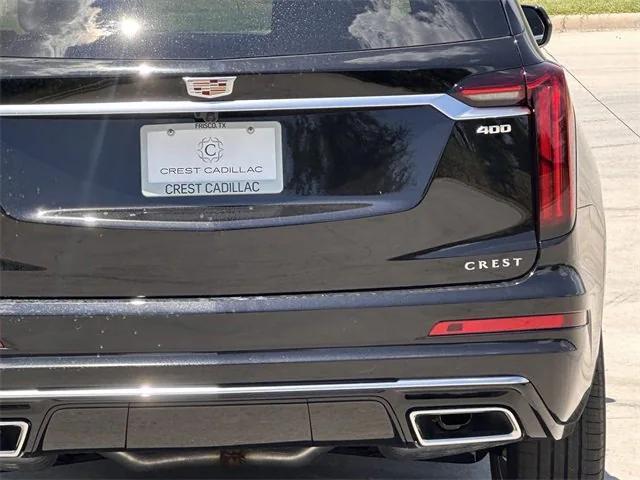 FRISCO, TX
C
CREST CADILLAC
CREST CADILLAC
400
CREST